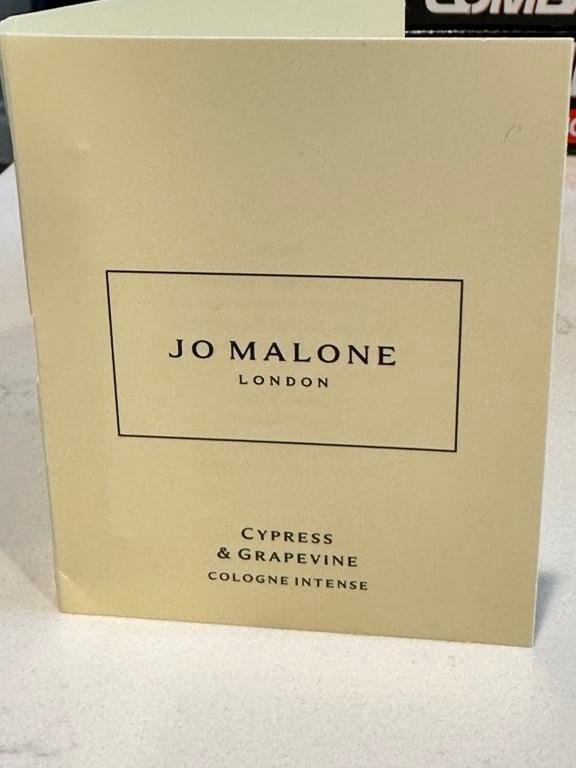 JO MALONE
LONDON
CYPRESS
& GRAPEVINE
COLOGNE INTENSE